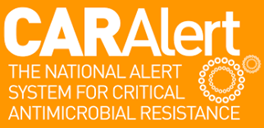 CARAlert
THE NATIONAL ALERT
SYSTEM FOR CRITICAL
ANTIMICROBIAL RESISTANCE